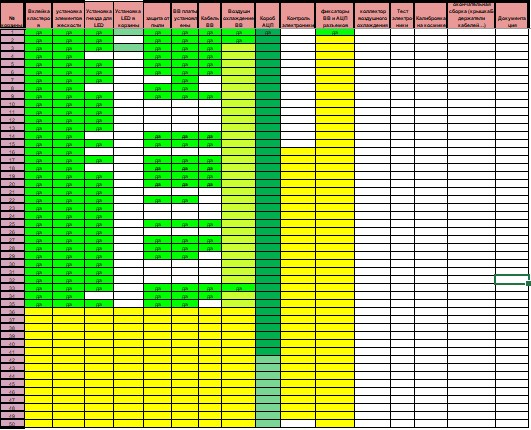 № корзины Вклейка кластеров установка элементов жесткости Установка гнезда для LED Установка LED в корзины защита от пыли ВВ платы установлены Кабель ВВ Воздушн охлаждение ВВ Короб АЦП Контроль электроники фиксаторы ВВ и АЦП разъемов коллектор воздушного охлаждения Тест электроники Калибровка на космике окончательная сборка (крышка, держатели кабелей...) Документация
1 да да да да да да да да да
2 да да да да да да да
3 да да да да да да
4 да да да да да да
5 да да да да да да
6 да да да да да да
7 да да да да
8 да да да да
9 да да да да да да
10 да да да
11 да да да
12 да да да
13 да да да
14 да да да да да
15 да да да да да да
16 да да
17 да да да да да да
18 да да да да да
19 да да да да да да
20 да да да да да да
21 да да да
22 да да да да да
23 да да да
24 да да да
25 да да да да да да
26 да да да
27 да да да да да да
28 да да да да да да
29 да да да да да
30 да да да
31 да да да
32 да да да
33 да да да да да да да
34 да да да да да
35 да да да да да
36
37
38
39
40
41
42
43
44
45
46
47
48
49
50